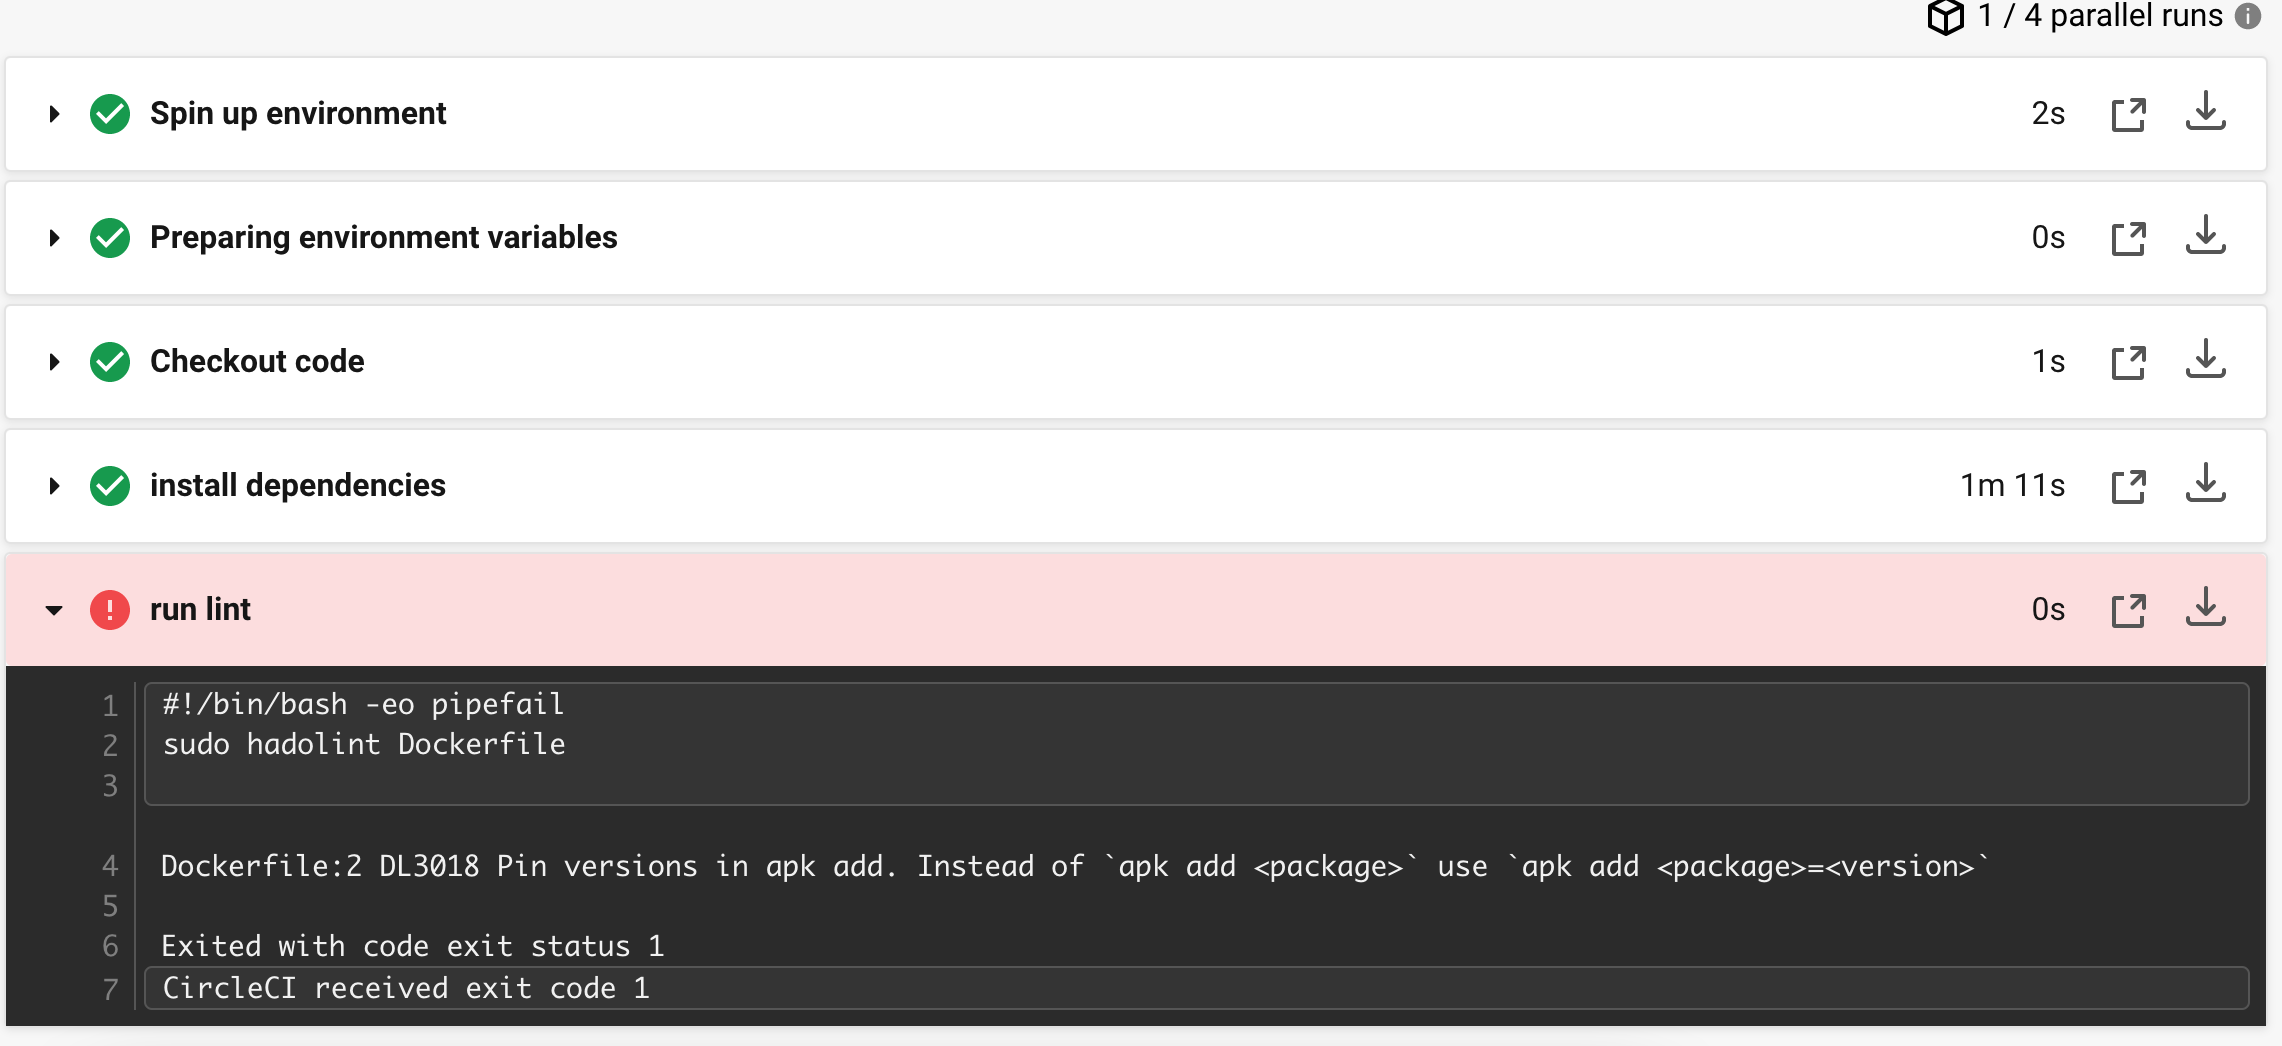 1 / 4 parallel runs
Spin up environment 2s
Preparing environment variables 0s
Checkout code 1s
install dependencies 1m 11s
run lint 0s
1 #!/bin/bash -eo pipefail
2 sudo hadolint Dockerfile
3
4 Dockerfile:2 DL3018 Pin versions in apk add. Instead of `apk add <package>` use `apk add <package>=<version>`
5
6 Exited with code exit status 1
7 CircleCI received exit code 1